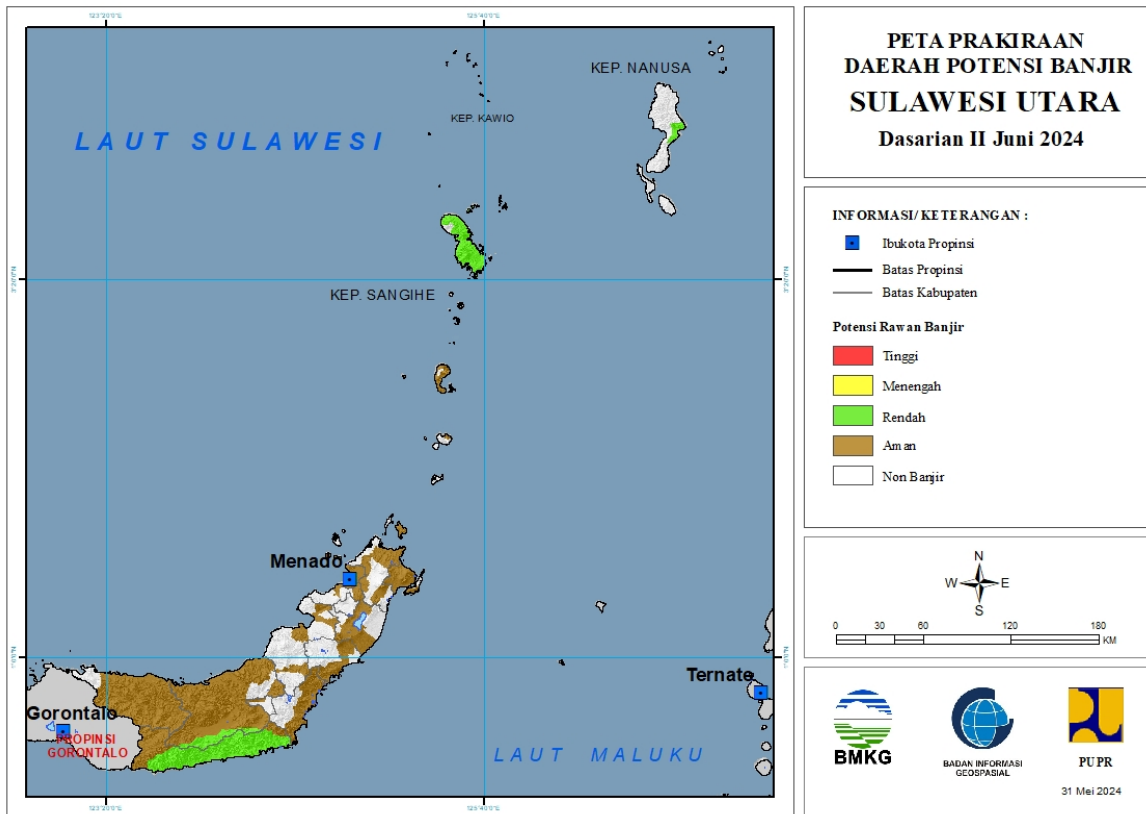 PETA PRAKIRAAN
DAERAH POTENSI BANJIR
SULAWESI UTARA
Dasarian II Juni 2024
INFORMASI/ KETERANGAN :
Ibukota Propinsi
Batas Propinsi
Batas Kabupaten
Potensi Rawan Banjir
Tinggi
Menengah
Rendah
Aman
Non Banjir
N
W E
S
0 30 60 120 180
KM
BMKG
BADAN INFORMASI
GEOSPASIAL
PUPR
31 Mei 2024
KEP. NANUSA
KEP. KAWIO
LAUT SULAWESI
KEP. SANGIHE
Menado
Ternate
Gorontalo
PROPINSI
GORONTALO
LAUT MALUKU